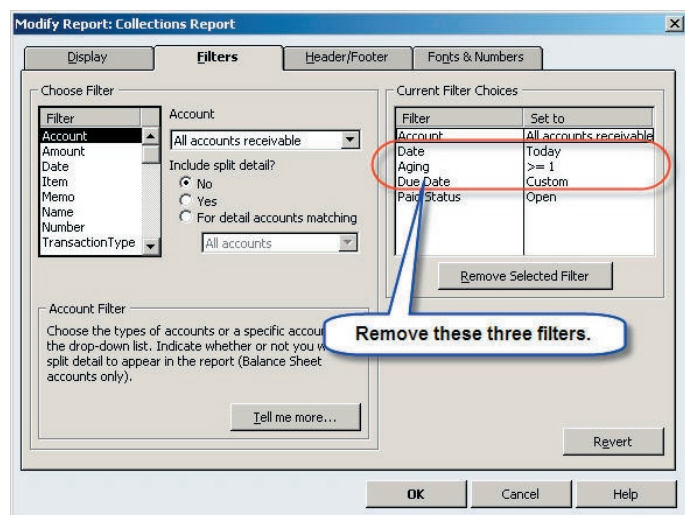 Modify Report: Collections Report
Display
Filters
Header/Footer
Fonts & Numbers
Choose Filter
Filter
Account
Amount
Date
Item
Memo
Name
Number
TransactionType
Account
All accounts receivable
Include split detail?
No
Yes
For detail accounts matching
All accounts
Current Filter Choices
Filter Set to
Account All accounts receivable
Date Today
Aging >= 1
Due Date Custom
Paid Status Open
Remove Selected Filter
Remove these three filters.
Account Filter
Choose the types of accounts or a specific accou
the drop-down list. Indicate whether or not you w
split detail to appear in the report (Balance Sheet
accounts only).
Tell me more...
Revert
OK
Cancel
Help